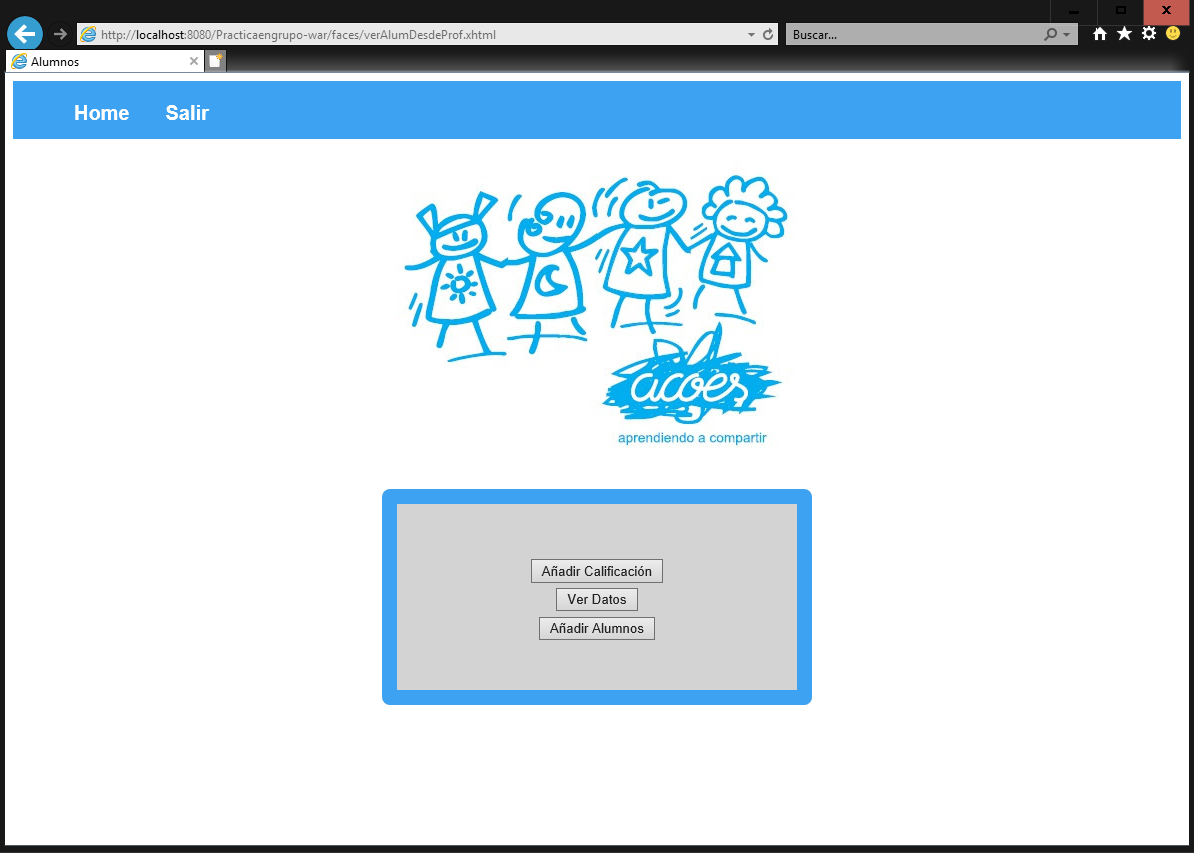 http://localhost:8080/Practicaengrupo-war/faces/verAlumDesdeProf.xhtml
Buscar...
Alumnos
Home Salir
acoes
aprendiendo a compartir
Añadir Calificación
Ver Datos
Añadir Alumnos